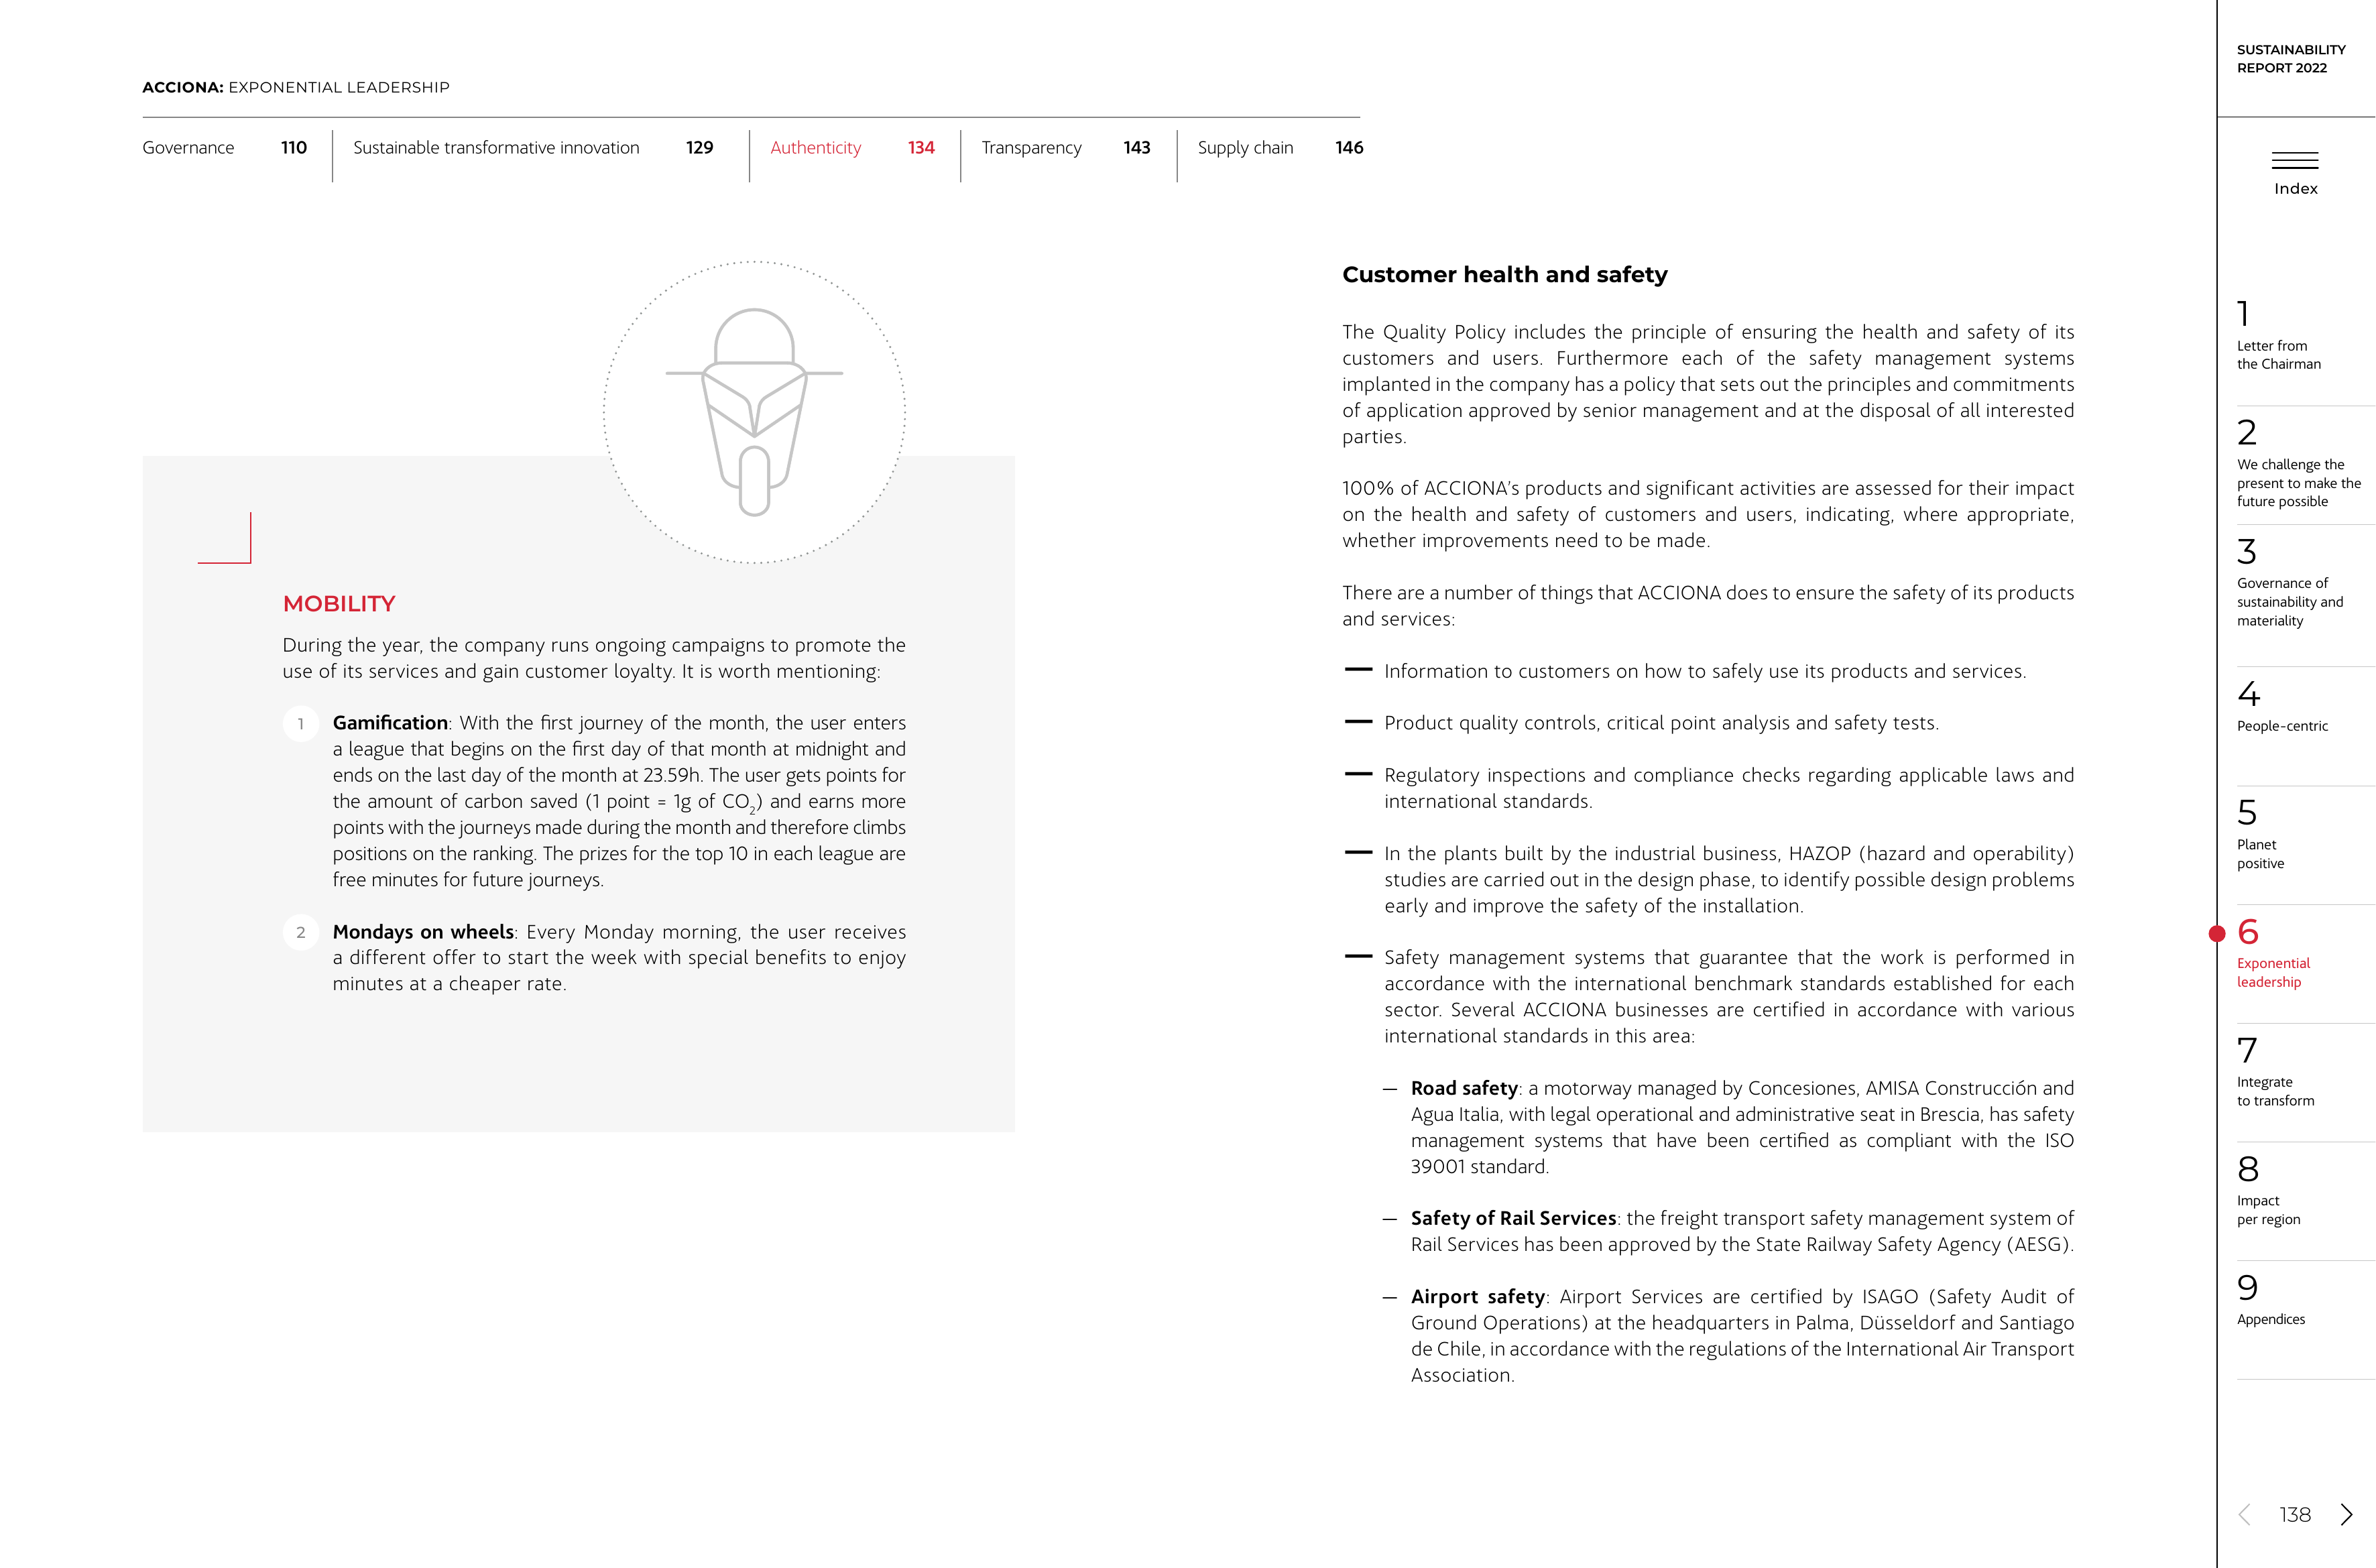 ACCIONA: EXPONENTIAL LEADERSHIP
Governance 110 Sustainable transformative innovation 129 Authenticity 134 Transparency 143 Supply chain 146
MOBILITY
During the year, the company runs ongoing campaigns to promote the
use of its services and gain customer loyalty. It is worth mentioning:
1 Gamification: With the first journey of the month, the user enters
a league that begins on the first day of that month at midnight and
ends on the last day of the month at 23.59h. The user gets points for
the amount of carbon saved (1 point = 1g of CO2) and earns more
points with the journeys made during the month and therefore climbs
positions on the ranking. The prizes for the top 10 in each league are
free minutes for future journeys.
2 Mondays on wheels: Every Monday morning, the user receives
a different offer to start the week with special benefits to enjoy
minutes at a cheaper rate.
Customer health and safety
The Quality Policy includes the principle of ensuring the health and safety of its
customers and users. Furthermore each of the safety management systems
implanted in the company has a policy that sets out the principles and commitments
of application approved by senior management and at the disposal of all interested
parties.
100% of ACCIONA's products and significant activities are assessed for their impact
on the health and safety of customers and users, indicating, where appropriate,
whether improvements need to be made.
There are a number of things that ACCIONA does to ensure the safety of its products
and services:
— Information to customers on how to safely use its products and services.
— Product quality controls, critical point analysis and safety tests.
— Regulatory inspections and compliance checks regarding applicable laws and
international standards.
— In the plants built by the industrial business, HAZOP (hazard and operability)
studies are carried out in the design phase, to identify possible design problems
early and improve the safety of the installation.
— Safety management systems that guarantee that the work is performed in
accordance with the international benchmark standards established for each
sector. Several ACCIONA businesses are certified in accordance with various
international standards in this area:
— Road safety: a motorway managed by Concesiones, AMISA Construcción and
Agua Italia, with legal operational and administrative seat in Brescia, has safety
management systems that have been certified as compliant with the ISO
39001 standard.
— Safety of Rail Services: the freight transport safety management system of
Rail Services has been approved by the State Railway Safety Agency (AESG).
— Airport safety: Airport Services are certified by ISAGO (Safety Audit of
Ground Operations) at the headquarters in Palma, Düsseldorf and Santiago
de Chile, in accordance with the regulations of the International Air Transport
Association.
SUSTAINABILITY
REPORT 2022
Index
1
Letter from
the Chairman
2
We challenge the
present to make the
future possible
3
Governance of
sustainability and
materiality
4
People-centric
5
Planet
positive
6
Exponential
leadership
7
Integrate
to transform
8
Impact
per region
9
Appendices
138